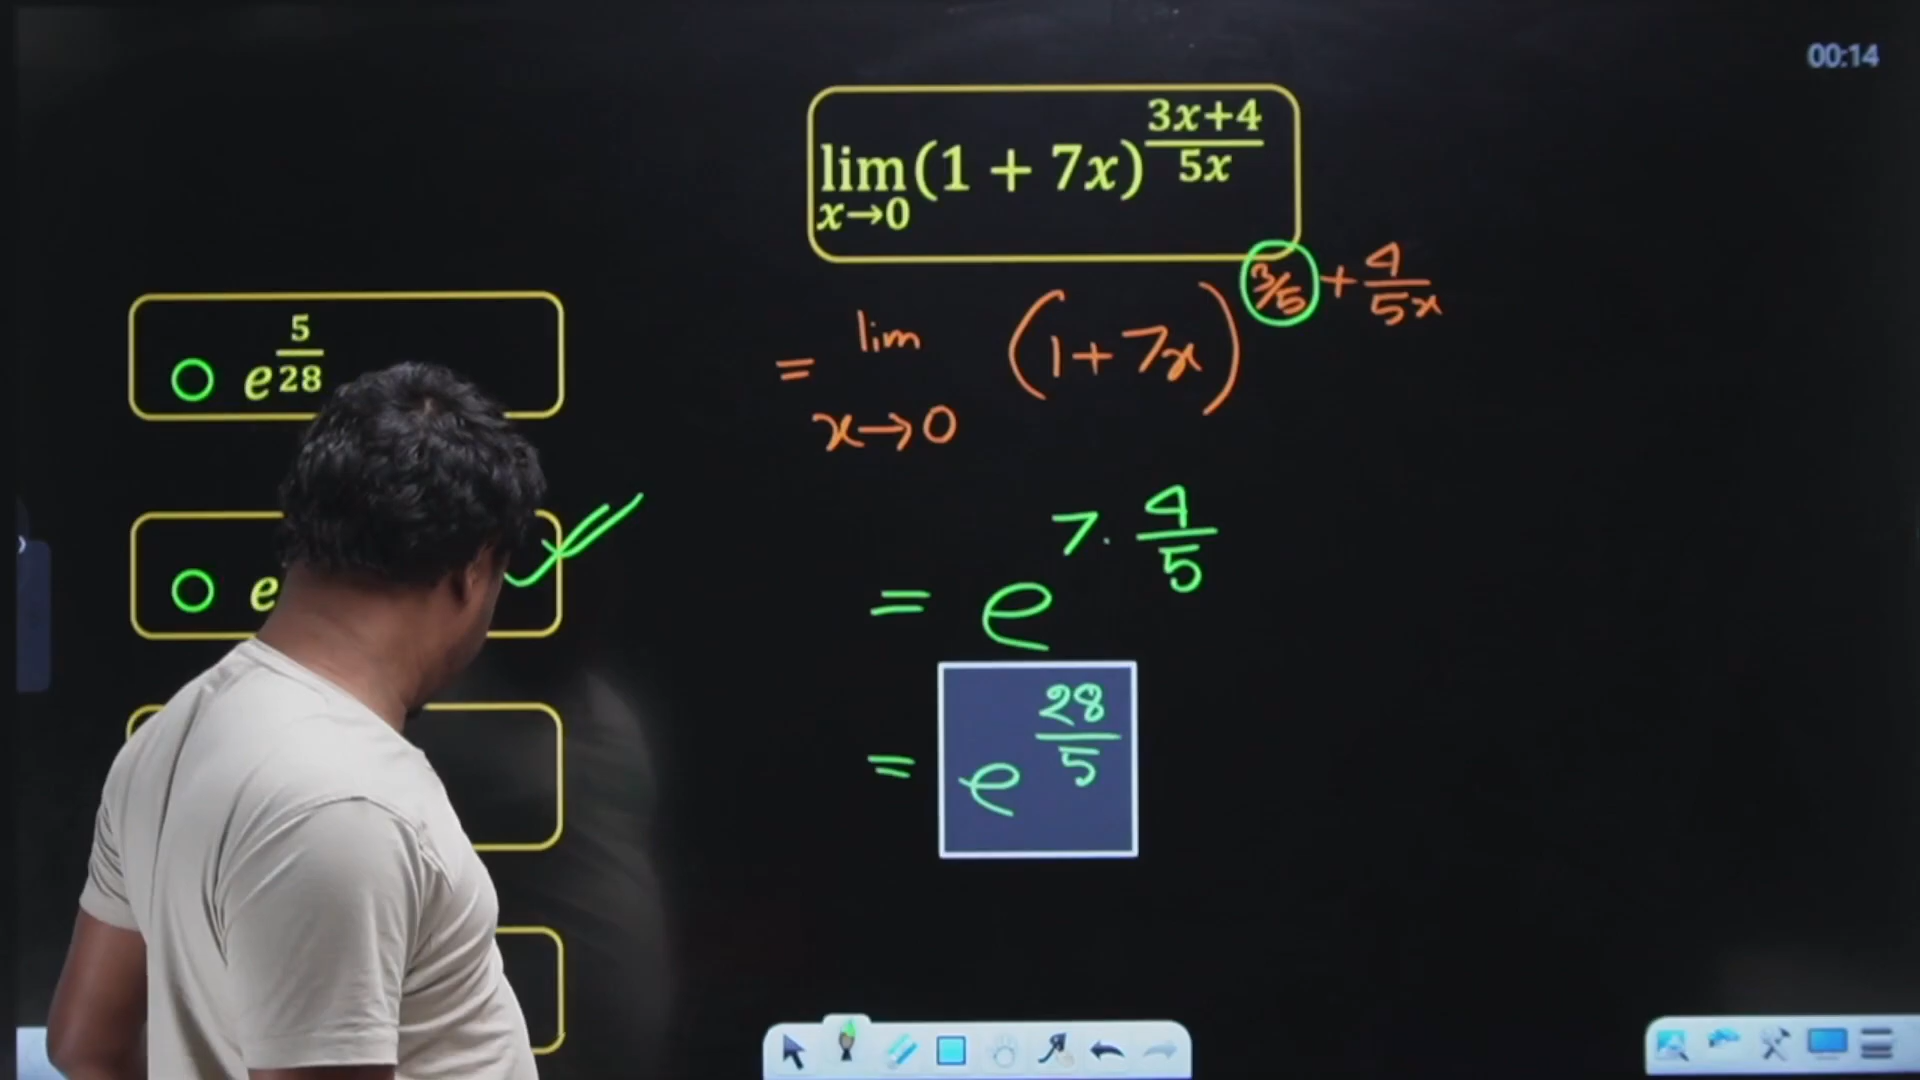 00:14
lim x→0 (1 + 7x)^((3x+4)/(5x))
= lim x→0 (1+7x)^(3/5 + 4/(5x))
e^(5/28)
= e^(7·4/5)
e
= e^(28/5)